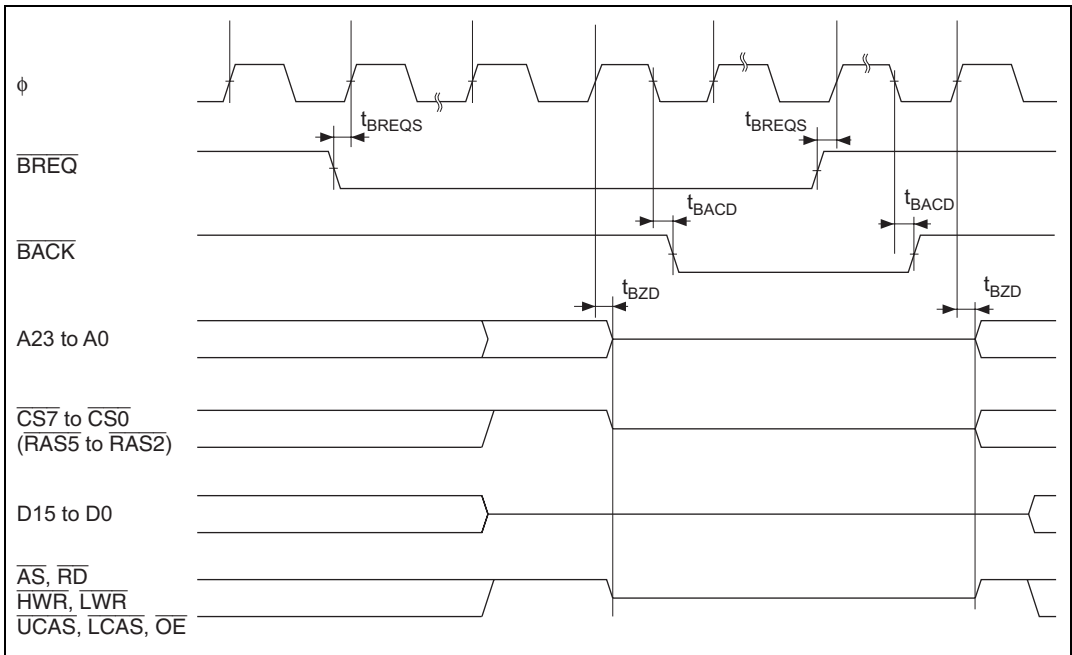 φ
tBREQS
tBREQS
BREQ
tBACD
tBACD
BACK
tBZD
tBZD
A23 to A0
CS7 to CS0
(RAS5 to RAS2)
D15 to D0
AS, RD
HWR, LWR
UCAS, LCAS, OE